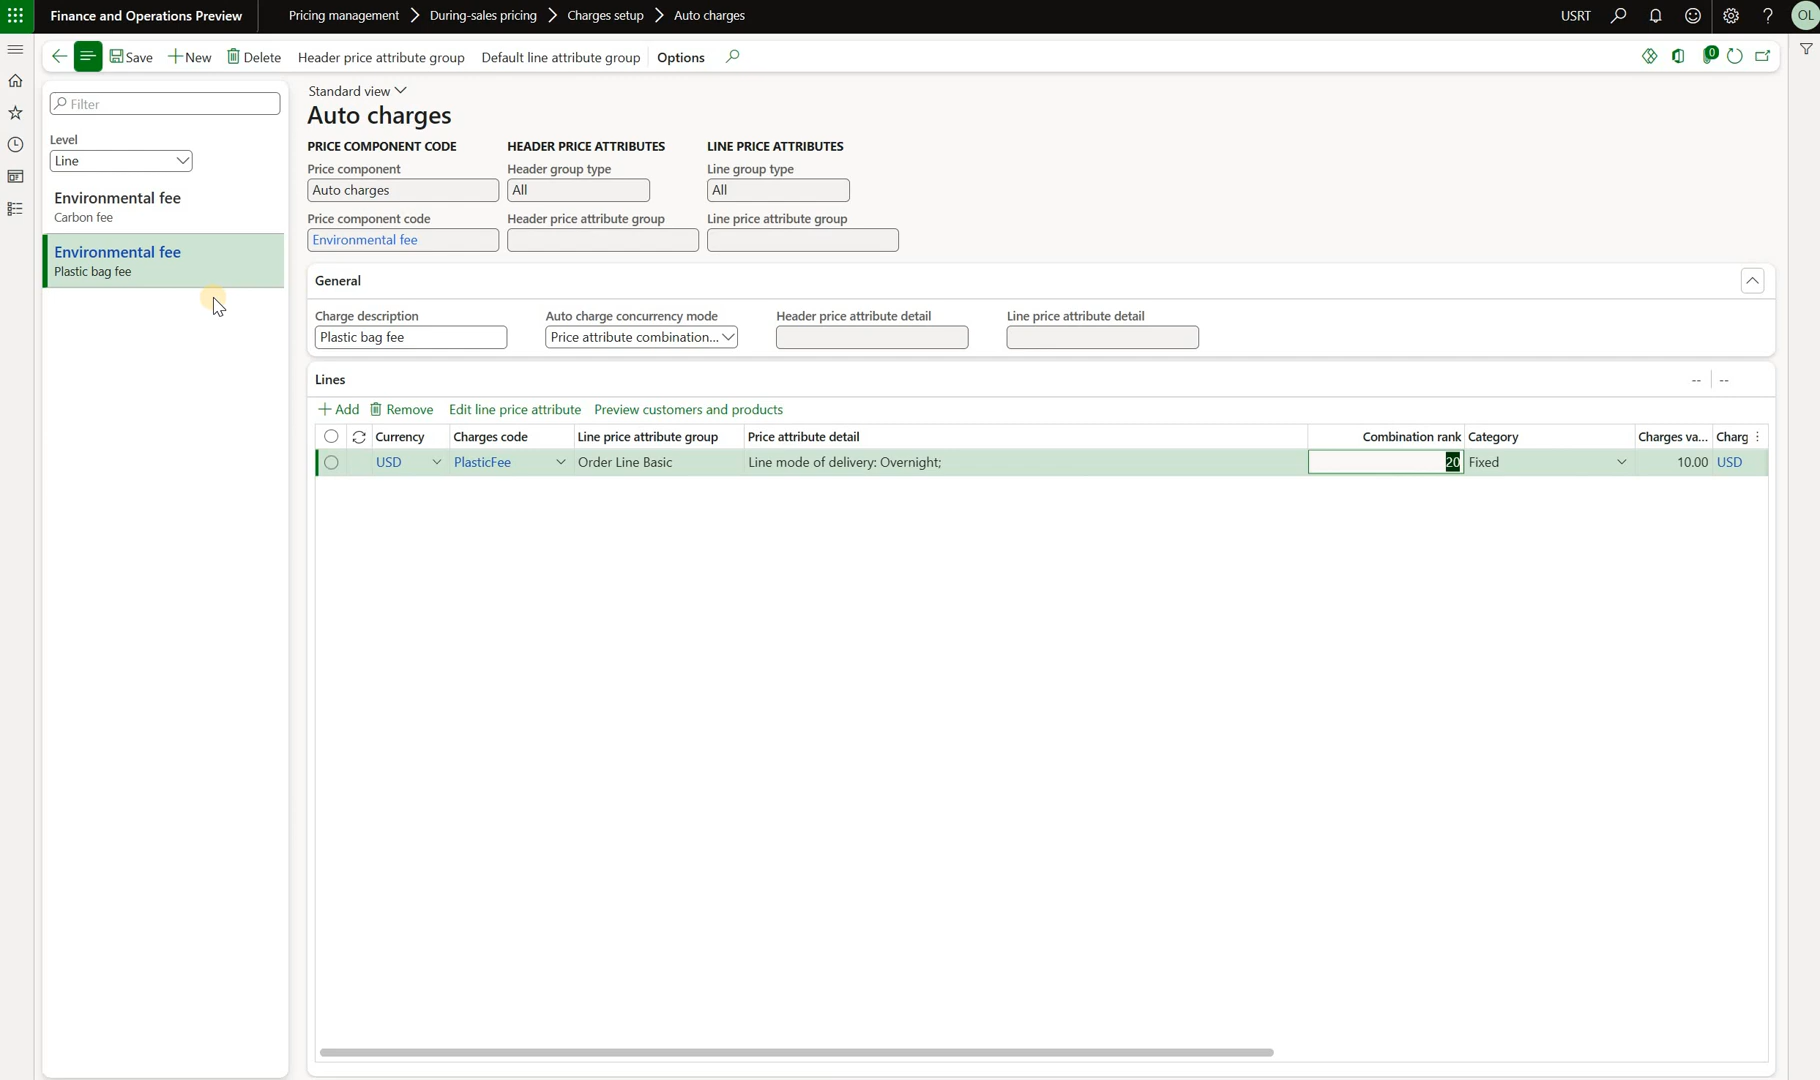 Finance and Operations Preview
Pricing management > During-sales pricing > Charges setup > Auto charges
USRT
?
OL
Save
New
Delete
Header price attribute group
Default line attribute group
Options
0
Filter
Level
Line
Environmental fee
Carbon fee
Environmental fee
Plastic bag fee
Standard view
Auto charges
PRICE COMPONENT CODE
HEADER PRICE ATTRIBUTES
LINE PRICE ATTRIBUTES
Price component
Header group type
Line group type
Auto charges
All
All
Price component code
Header price attribute group
Line price attribute group
Environmental fee
General
Charge description
Auto charge concurrency mode
Header price attribute detail
Line price attribute detail
Plastic bag fee
Price attribute combination...
Lines
-- | --
Add
Remove
Edit line price attribute
Preview customers and products
Currency
Charges code
Line price attribute group
Price attribute detail
Combination rank
Category
Charges va...
Charg
USD
PlasticFee
Order Line Basic
Line mode of delivery: Overnight;
20
Fixed
10.00
USD